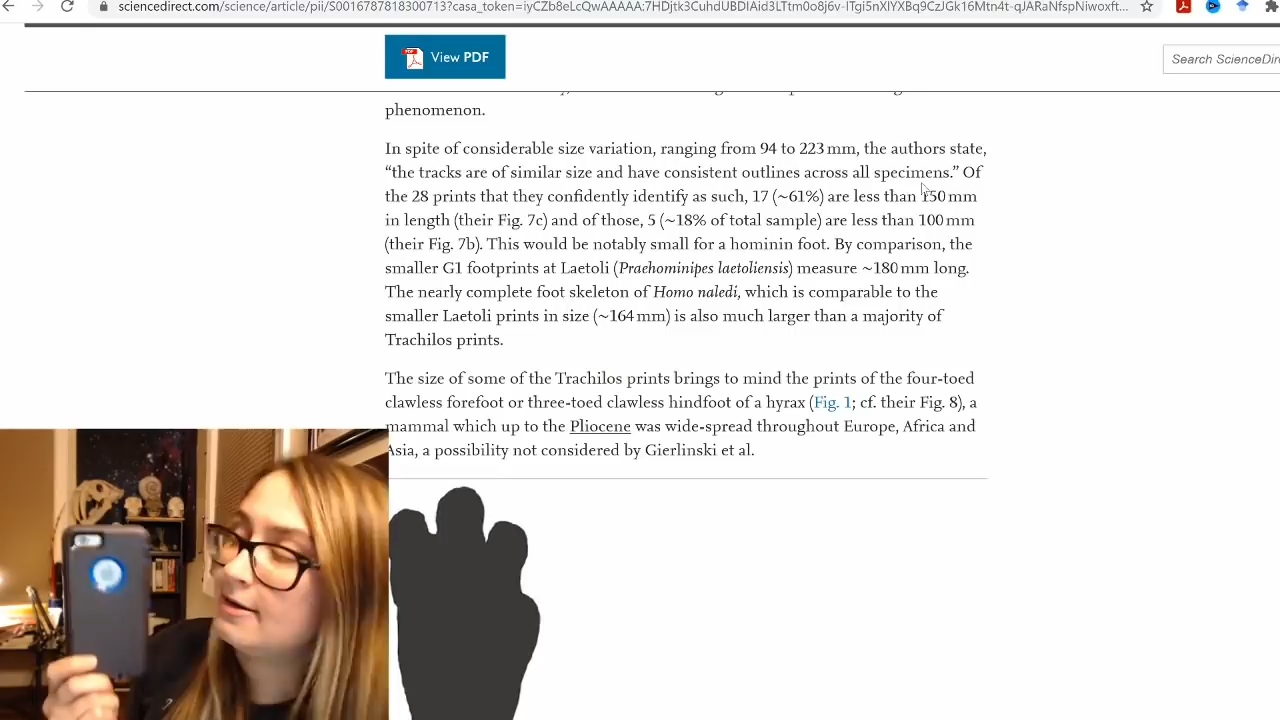 sciencedirect.com/science/article/pii/S0016787818300713?casa_token=iyCZb8eLcQwAAAAA:7HDjtk3CuhdUBDIAid3LTtm0o8j6v-lTgi5nXIYXBq9CzJGk16Mtn4t-qJARaNfspNiwoxft...
View PDF
Search ScienceDire
phenomenon.
In spite of considerable size variation, ranging from 94 to 223 mm, the authors state,
“the tracks are of similar size and have consistent outlines across all specimens.” Of
the 28 prints that they confidently identify as such, 17 (~61%) are less than 150 mm
in length (their Fig. 7c) and of those, 5 (~18% of total sample) are less than 100 mm
(their Fig. 7b). This would be notably small for a hominin foot. By comparison, the
smaller G1 footprints at Laetoli (Praehominipes laetoliensis) measure ~180 mm long.
The nearly complete foot skeleton of Homo naledi, which is comparable to the
smaller Laetoli prints in size (~164 mm) is also much larger than a majority of
Trachilos prints.
The size of some of the Trachilos prints brings to mind the prints of the four-toed
clawless forefoot or three-toed clawless hindfoot of a hyrax (Fig. 1; cf. their Fig. 8), a
mammal which up to the Pliocene was wide-spread throughout Europe, Africa and
Asia, a possibility not considered by Gierlinski et al.